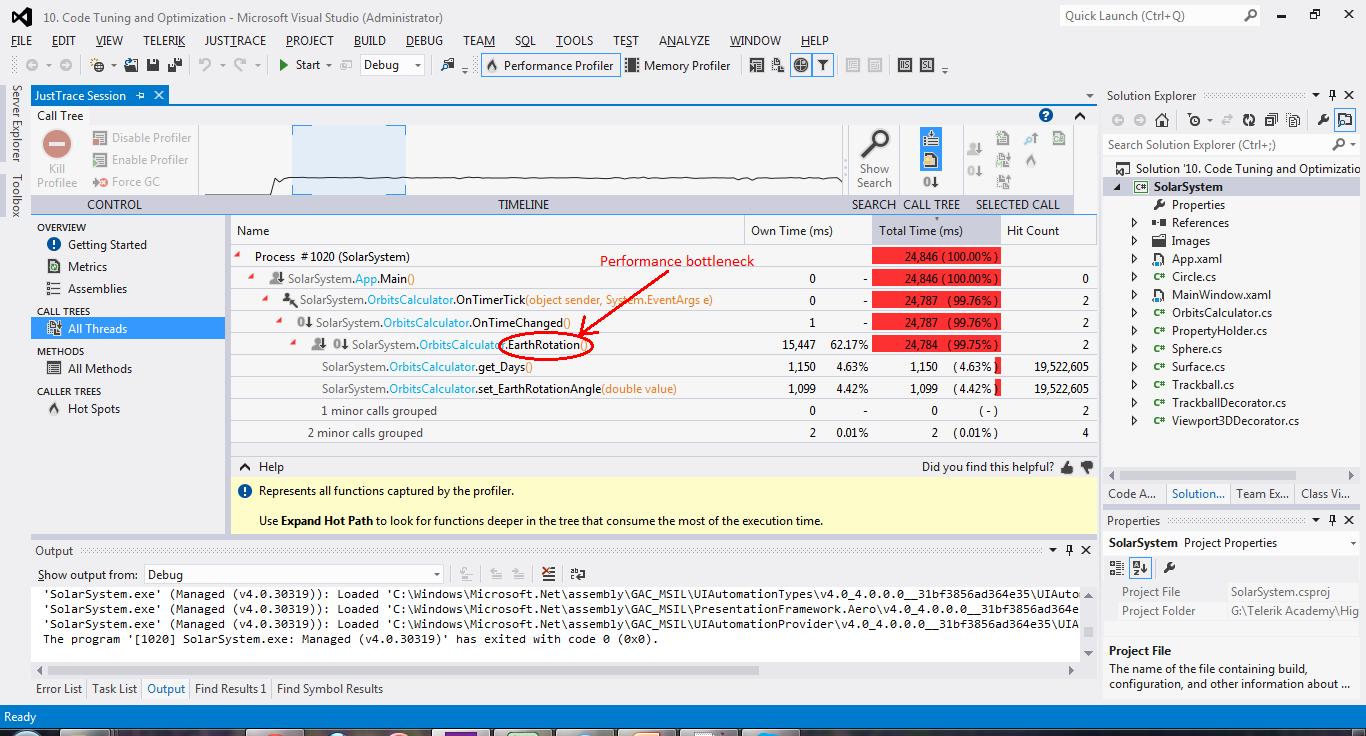 10. Code Tuning and Optimization - Microsoft Visual Studio (Administrator)
Quick Launch (Ctrl+Q)
FILE EDIT VIEW TELERIK JUSTTRACE PROJECT BUILD DEBUG TEAM SQL TOOLS TEST ANALYZE WINDOW HELP
Start Debug Performance Profiler Memory Profiler
Server Explorer
Toolbox
JustTrace Session
Call Tree
Kill Profilee
Disable Profiler
Enable Profiler
Force GC
Show Search
CONTROL TIMELINE SEARCH CALL TREE SELECTED CALL
OVERVIEW
Getting Started
Metrics
Assemblies
CALL TREES
All Threads
METHODS
All Methods
CALLER TREES
Hot Spots
Name Own Time (ms) Total Time (ms) Hit Count
Process #1020 (SolarSystem) 24,846 (100.00%)
Performance bottleneck
SolarSystem.App.Main() 0 - 24,846 (100.00%) 0
SolarSystem.OrbitsCalculator.OnTimerTick(object sender, System.EventArgs e) 0 - 24,787 (99.76%) 2
SolarSystem.OrbitsCalculator.OnTimeChanged() 1 - 24,787 (99.76%) 2
SolarSystem.OrbitsCalculator.EarthRotation() 15,447 62.17% 24,784 (99.75%) 2
SolarSystem.OrbitsCalculator.get_Days() 1,150 4.63% 1,150 (4.63%) 19,522,605
SolarSystem.OrbitsCalculator.set_EarthRotationAngle(double value) 1,099 4.42% 1,099 (4.42%) 19,522,605
1 minor calls grouped 0 - 0 (-) 2
2 minor calls grouped 2 0.01% 2 (0.01%) 4
Help Did you find this helpful?
Represents all functions captured by the profiler.
Use Expand Hot Path to look for functions deeper in the tree that consume the most of the execution time.
Output
Show output from: Debug
'SolarSystem.exe' (Managed (v4.0.30319)): Loaded 'C:\Windows\Microsoft.Net\assembly\GAC_MSIL\UIAutomationTypes\v4.0_4.0.0.0__31bf3856ad364e35\UIAuto
'SolarSystem.exe' (Managed (v4.0.30319)): Loaded 'C:\Windows\Microsoft.Net\assembly\GAC_MSIL\PresentationFramework.Aero\v4.0_4.0.0.0__31bf3856ad364e
'SolarSystem.exe' (Managed (v4.0.30319)): Loaded 'C:\Windows\Microsoft.Net\assembly\GAC_MSIL\UIAutomationProvider\v4.0_4.0.0.0__31bf3856ad364e35\UIA
The program '[1020] SolarSystem.exe: Managed (v4.0.30319)' has exited with code 0 (0x0).
Error List Task List Output Find Results 1 Find Symbol Results
Ready
Solution Explorer
Search Solution Explorer (Ctrl+;)
Solution '10. Code Tuning and Optimizatio
SolarSystem
Properties
References
Images
App.xaml
Circle.cs
MainWindow.xaml
OrbitsCalculator.cs
PropertyHolder.cs
Sphere.cs
Surface.cs
Trackball.cs
TrackballDecorator.cs
Viewport3DDecorator.cs
Code A... Solution... Team Ex... Class Vi...
Properties
SolarSystem Project Properties
Project File SolarSystem.csproj
Project Folder G:\Telerik Academy\Hig
Project File
The name of the file containing build,
configuration, and other information about ...